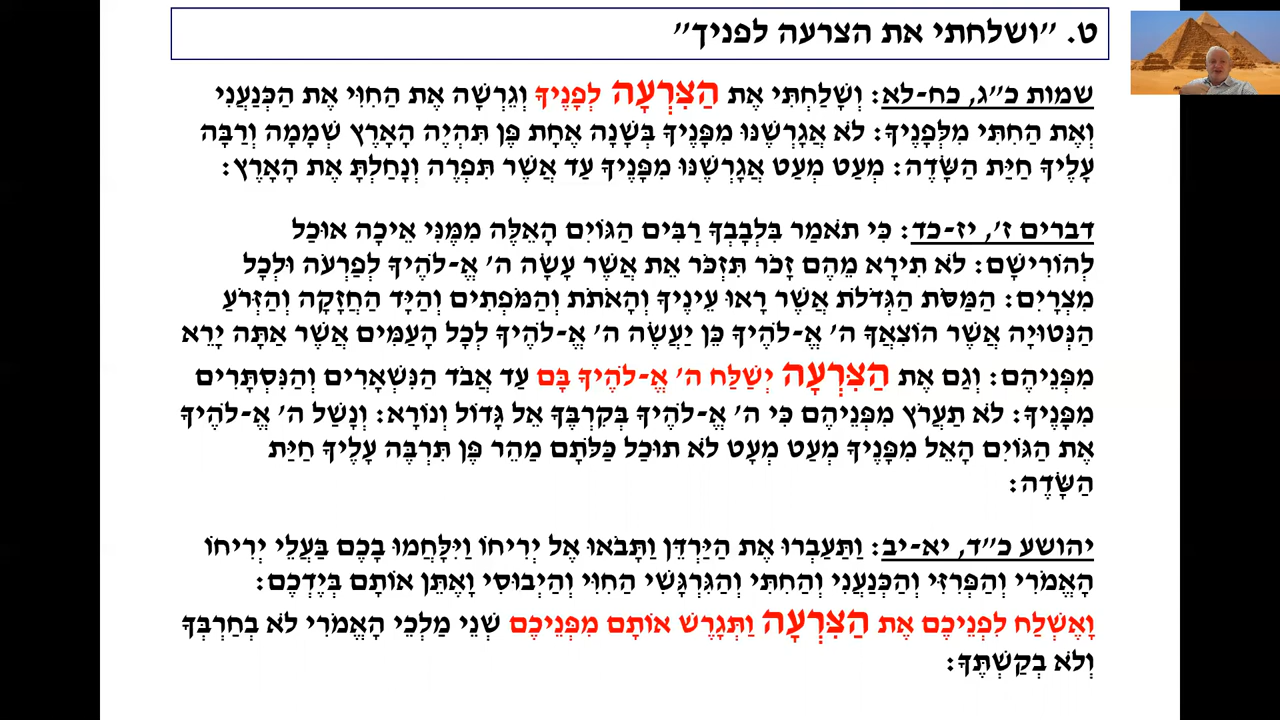 ט. "ושלחתי את הצרעה לפניך"
שמות כ"ג, כח-לא: וְשָׁלַחְתִּי אֶת הַצִּרְעָה לְפָנֶיךָ וְגֵרְשָׁה אֶת הַחִוִּי אֶת הַכְּנַעֲנִי
וְאֶת הַחִתִּי מִלְּפָנֶיךָ: לֹא אֲגָרְשֶׁנּוּ מִפָּנֶיךָ בְּשָׁנָה אֶחָת פֶּן תִּהְיֶה הָאָרֶץ שְׁמָמָה וְרַבָּה
עָלֶיךָ חַיַּת הַשָּׂדֶה: מְעַט מְעַט אֲגָרְשֶׁנּוּ מִפָּנֶיךָ עַד אֲשֶׁר תִּפְרֶה וְנָחַלְתָּ אֶת הָאָרֶץ:
דברים ז', יז-כד: כִּי תֹאמַר בִּלְבָבְךָ רַבִּים הַגּוֹיִם הָאֵלֶּה מִמֶּנִּי אֵיכָה אוּכַל
לְהוֹרִישָׁם: לֹא תִירָא מֵהֶם זָכֹר תִּזְכֹּר אֵת אֲשֶׁר עָשָׂה ה' אֱ-לֹהֶיךָ לְפַרְעֹה וּלְכָל
מִצְרָיִם: הַמַּסֹּת הַגְּדֹלֹת אֲשֶׁר רָאוּ עֵינֶיךָ וְהָאֹתֹת וְהַמֹּפְתִים וְהַיָּד הַחֲזָקָה וְהַזְּרֹעַ
הַנְּטוּיָה אֲשֶׁר הוֹצִאֲךָ ה' אֱ-לֹהֶיךָ כֵּן יַעֲשֶׂה ה' אֱ-לֹהֶיךָ לְכָל הָעַמִּים אֲשֶׁר אַתָּה יָרֵא
מִפְּנֵיהֶם: וְגַם אֶת הַצִּרְעָה יְשַׁלַּח ה' אֱ-לֹהֶיךָ בָּם עַד אֲבֹד הַנִּשְׁאָרִים וְהַנִּסְתָּרִים
מִפָּנֶיךָ: לֹא תַעֲרֹץ מִפְּנֵיהֶם כִּי ה' אֱ-לֹהֶיךָ בְּקִרְבֶּךָ אֵל גָּדוֹל וְנוֹרָא: וְנָשַׁל ה' אֱ-לֹהֶיךָ
אֶת הַגּוֹיִם הָאֵל מִפָּנֶיךָ מְעַט מְעָט לֹא תוּכַל כַּלֹּתָם מַהֵר פֶּן תִּרְבֶּה עָלֶיךָ חַיַּת
הַשָּׂדֶה:
יהושע כ"ד, יא-יב: וַתַּעַבְרוּ אֶת הַיַּרְדֵּן וַתָּבֹאוּ אֶל יְרִיחוֹ וַיִּלָּחֲמוּ בָכֶם בַּעֲלֵי יְרִיחוֹ
הָאֱמֹרִי וְהַפְּרִזִּי וְהַכְּנַעֲנִי וְהַחִתִּי וְהַגִּרְגָּשִׁי הַחִוִּי וְהַיְבוּסִי וָאֶתֵּן אוֹתָם בְּיֶדְכֶם:
וָאֶשְׁלַח לִפְנֵיכֶם אֶת הַצִּרְעָה וַתְּגָרֶשׁ אוֹתָם מִפְּנֵיכֶם שְׁנֵי מַלְכֵי הָאֱמֹרִי לֹא בְחַרְבְּךָ
וְלֹא בְקַשְׁתֶּךָ: